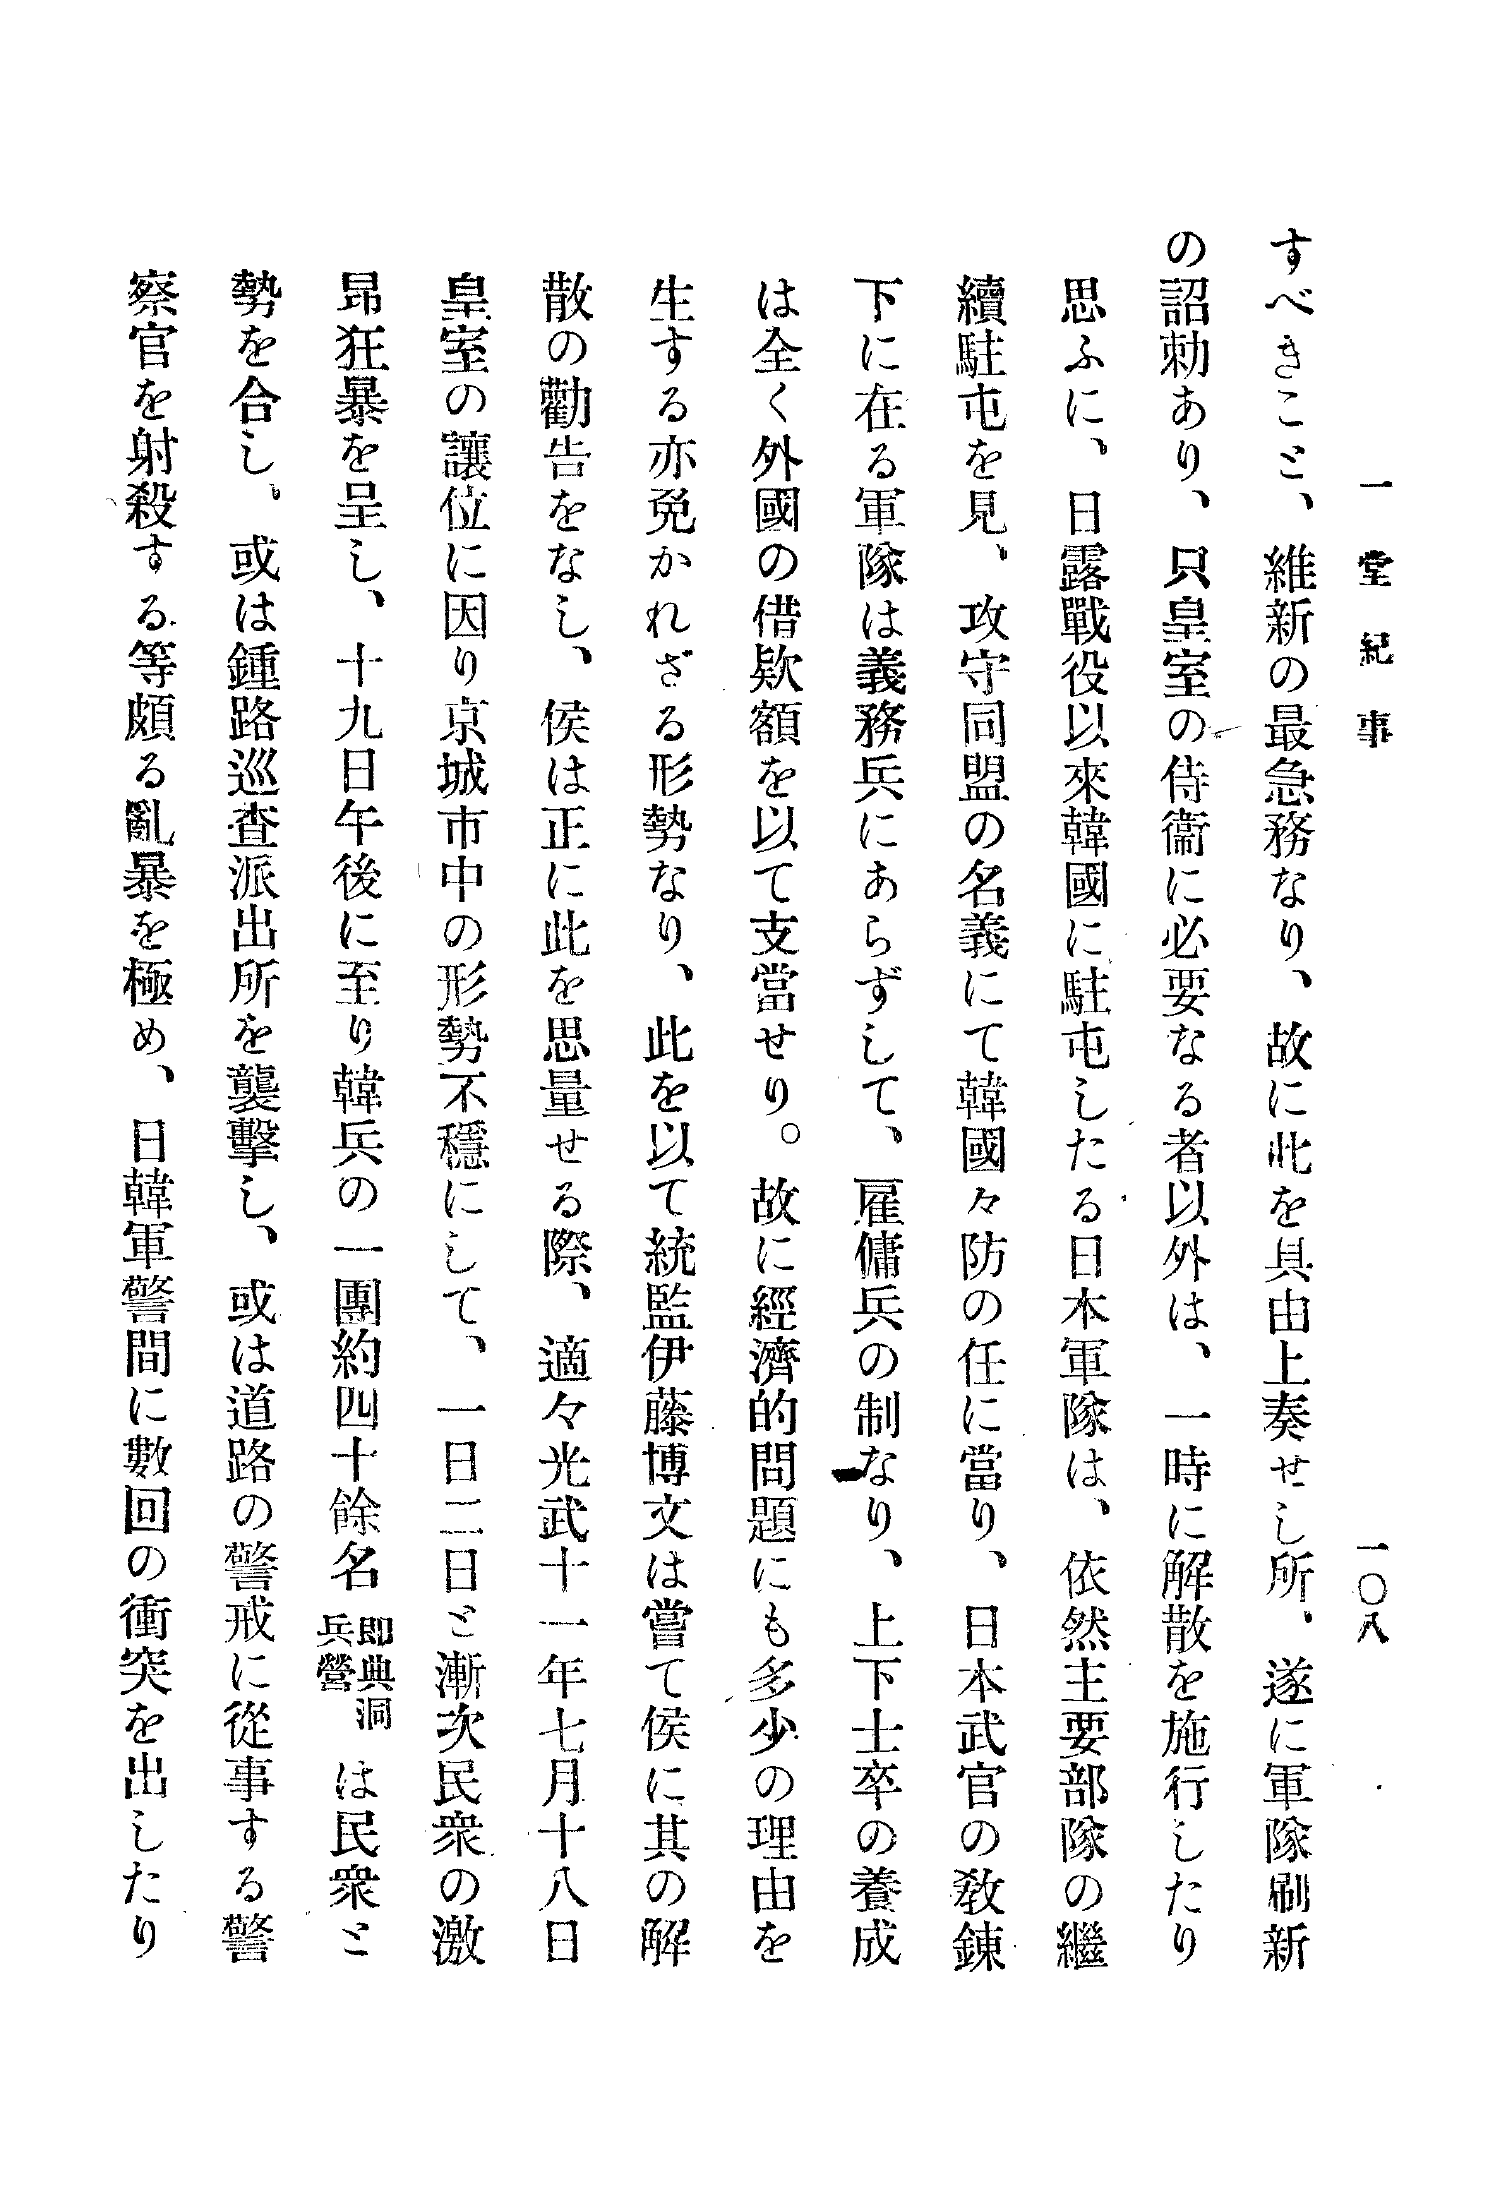 一堂紀事
一〇八
すべきこと、維新の最急務なり、故に此を具由上奏せし所、遂に軍隊刷新
の詔勅あり、只皇室の侍衞に必要なる者以外は、一時に解散を施行したり
思ふに、日露戰役以來韓國に駐屯したる日本軍隊は、依然主要部隊の繼
續駐屯を見、攻守同盟の名義にて韓國々防の任に當り、日本武官の敎鍊
下に在る軍隊は義務兵にあらずして、雇傭兵の制なり、上下士卒の養成
は全く外國の借欵額を以て支當せり。故に經濟的問題にも多少の理由を
生する亦免かれざる形勢なり、此を以て統監伊藤博文は嘗て侯に其の解
散の勸告をなし、侯は正に此を思量せる際、適々光武十一年七月十八日
皇室の讓位に因り京城市中の形勢不穩にして、一日二日と漸次民衆の激
昂狂暴を呈し、十九日午後に至り韓兵の一團約四十餘名即典洞兵營は民衆と
勢を合し、或は鍾路巡査派出所を襲擊し、或は道路の警戒に從事する警
察官を射殺する等頗る亂暴を極め、日韓軍警間に數回の衝突を出したり